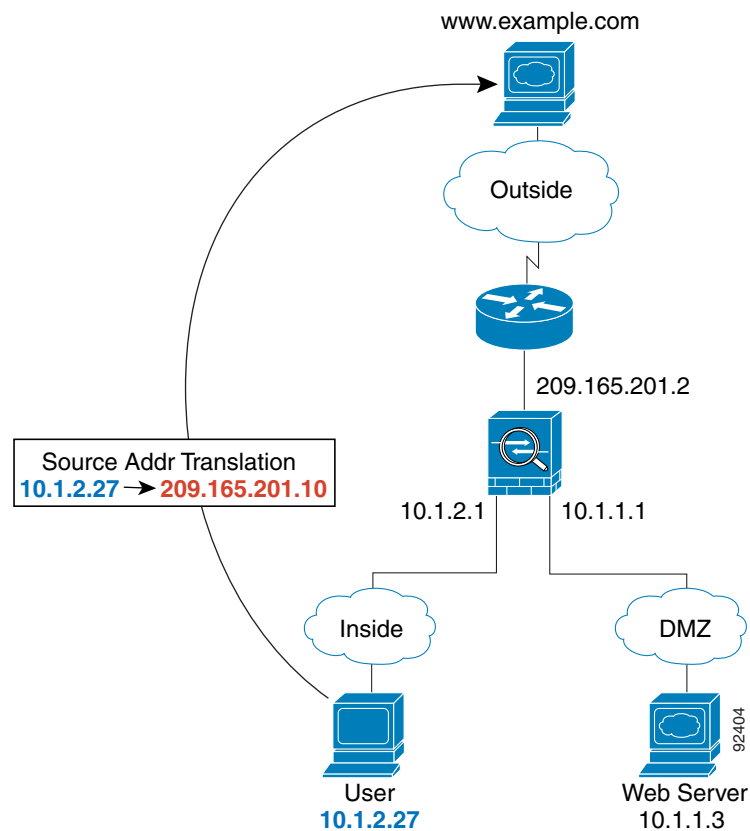 www.example.com
Outside
209.165.201.2
Source Addr Translation
10.1.2.27 209.165.201.10
10.1.2.1
10.1.1.1
Inside
DMZ
92404
User
10.1.2.27
Web Server
10.1.1.3